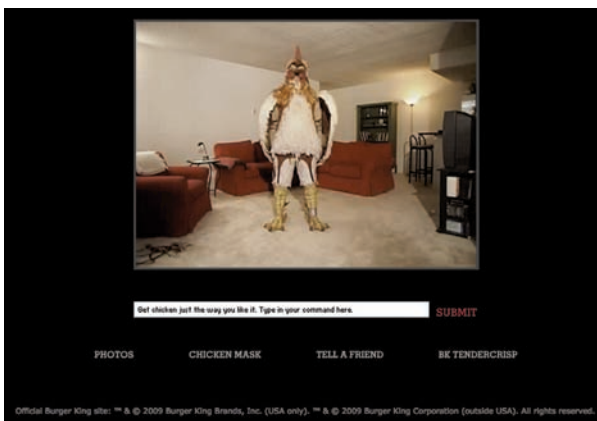 Get chicken just the way you like it. Type in your command here.
SUBMIT
PHOTOS
CHICKEN MASK
TELL A FRIEND
BK TENDERCRISP
Official Burger King site: ™ & © 2009 Burger King Brands, Inc. (USA only). ™ & © 2009 Burger King Corporation (outside USA). All rights reserved.